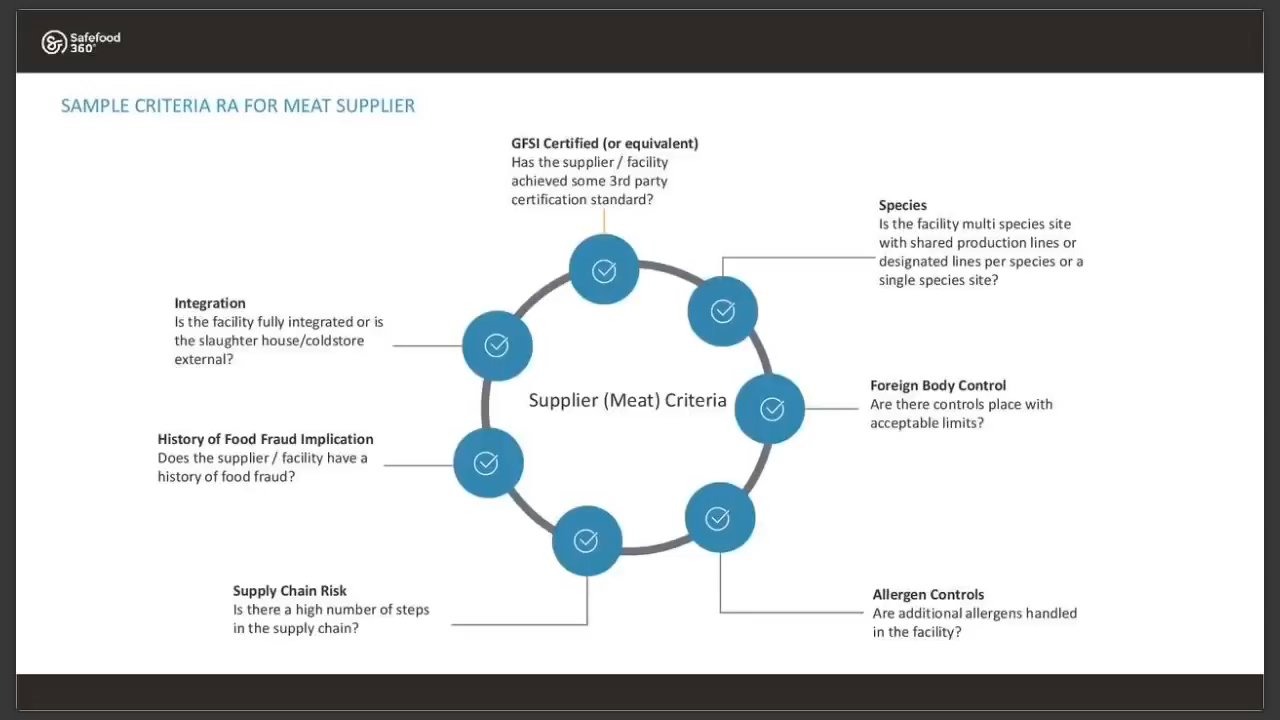 Safefood
360°
SAMPLE CRITERIA RA FOR MEAT SUPPLIER
GFSI Certified (or equivalent)
Has the supplier / facility
achieved some 3rd party
certification standard?
Species
Is the facility multi species site
with shared production lines or
designated lines per species or a
single species site?
Integration
Is the facility fully integrated or is
the slaughter house/coldstore
external?
Supplier (Meat) Criteria
Foreign Body Control
Are there controls place with
acceptable limits?
History of Food Fraud Implication
Does the supplier / facility have a
history of food fraud?
Supply Chain Risk
Is there a high number of steps
in the supply chain?
Allergen Controls
Are additional allergens handled
in the facility?